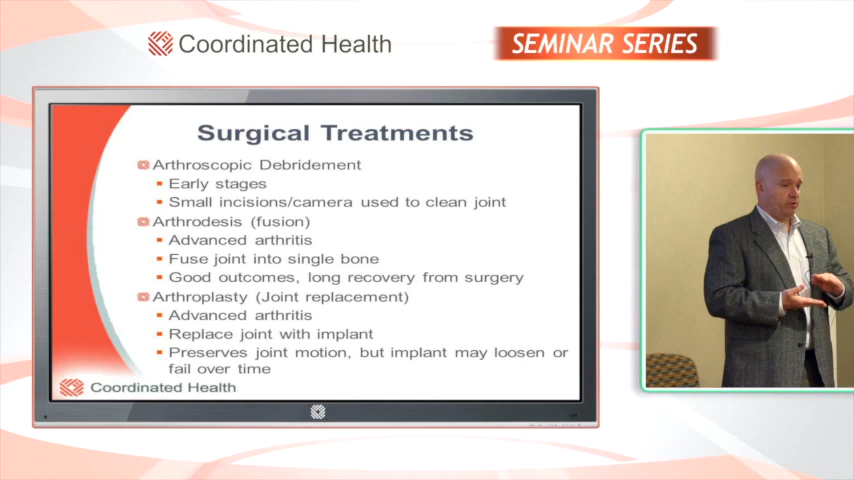 Coordinated Health
SEMINAR SERIES
Surgical Treatments
Arthroscopic Debridement
Early stages
Small incisions/camera used to clean joint
Arthrodesis (fusion)
Advanced arthritis
Fuse joint into single bone
Good outcomes, long recovery from surgery
Arthroplasty (Joint replacement)
Advanced arthritis
Replace joint with implant
Preserves joint motion, but implant may loosen or
fail over time
Coordinated Health